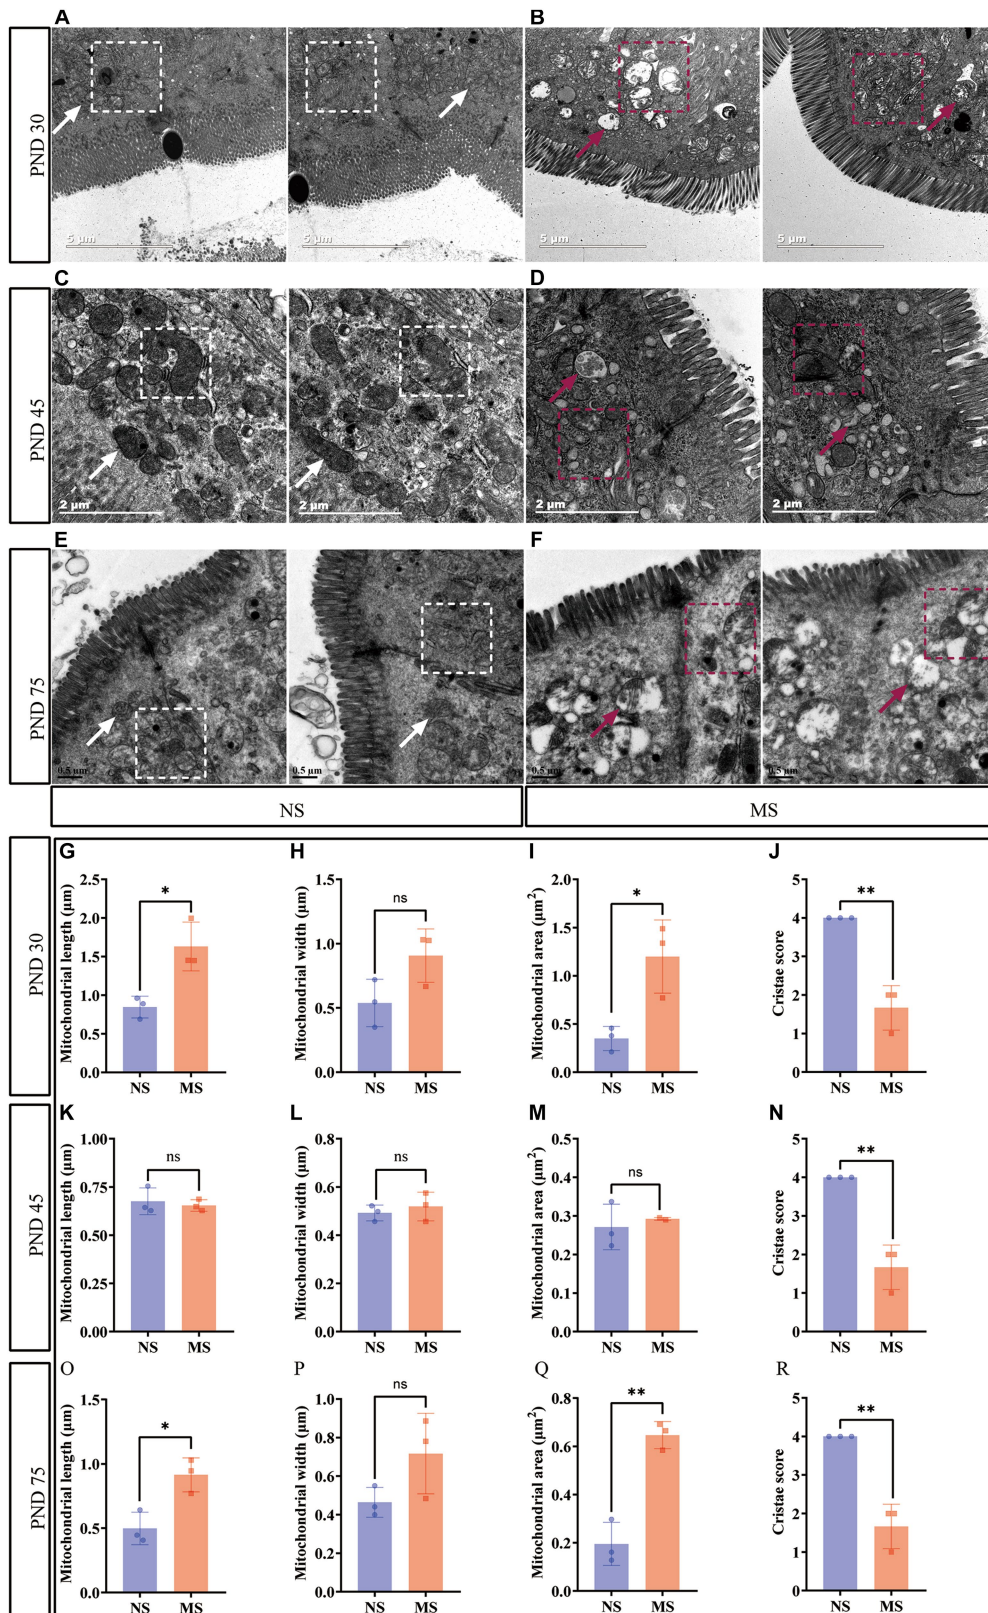 A
B
PND 30
5 µm
5 µm
5 µm
5 µm
C
D
PND 45
2 µm
2 µm
2 µm
2 µm
E
F
PND 75
0.5 µm
0.5 µm
0.5 µm
0.5 µm
NS
MS
PND 30
G
Mitochondrial length (µm)
2.5
2.0
1.5
1.0
0.5
0.0
*
NS
MS
H
Mitochondrial width (µm)
1.5
1.0
0.5
0.0
ns
NS
MS
I
Mitochondrial area (µm²)
2.0
1.5
1.0
0.5
0.0
*
NS
MS
J
Cristae score
5
4
3
2
1
0
**
NS
MS
PND 45
K
Mitochondrial length (µm)
1.00
0.75
0.50
0.25
0.00
ns
NS
MS
L
Mitochondrial width (µm)
0.8
0.6
0.4
0.2
0.0
ns
NS
MS
M
Mitochondrial area (µm²)
0.5
0.4
0.3
0.2
0.1
0.0
ns
NS
MS
N
Cristae score
5
4
3
2
1
0
**
NS
MS
PND 75
O
Mitochondrial length (µm)
1.5
1.0
0.5
0.0
*
NS
MS
P
Mitochondrial width (µm)
1.0
0.8
0.6
0.4
0.2
0.0
ns
NS
MS
Q
Mitochondrial area (µm²)
0.8
0.6
0.4
0.2
0.0
**
NS
MS
R
Cristae score
5
4
3
2
1
0
**
NS
MS